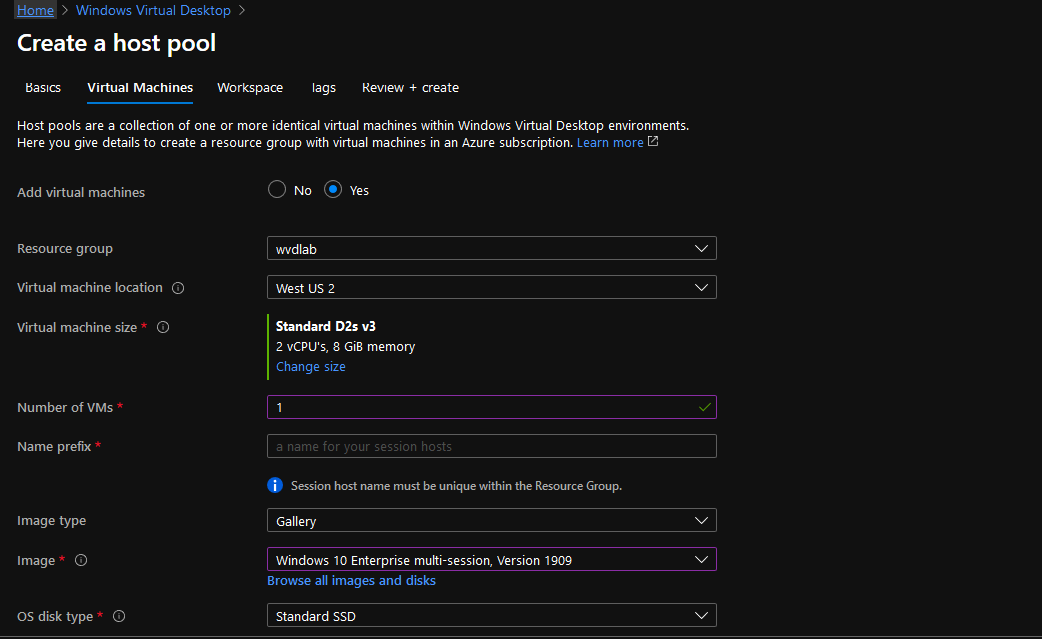 Home > Windows Virtual Desktop >
Create a host pool
Basics Virtual Machines Workspace Tags Review + create
Host pools are a collection of one or more identical virtual machines within Windows Virtual Desktop environments.
Here you give details to create a resource group with virtual machines in an Azure subscription. Learn more
Add virtual machines No Yes
Resource group wvdlab
Virtual machine location West US 2
Virtual machine size * Standard D2s v3
2 vCPU's, 8 GiB memory
Change size
Number of VMs * 1
Name prefix * a name for your session hosts
Session host name must be unique within the Resource Group.
Image type Gallery
Image * Windows 10 Enterprise multi-session, Version 1909
Browse all images and disks
OS disk type * Standard SSD